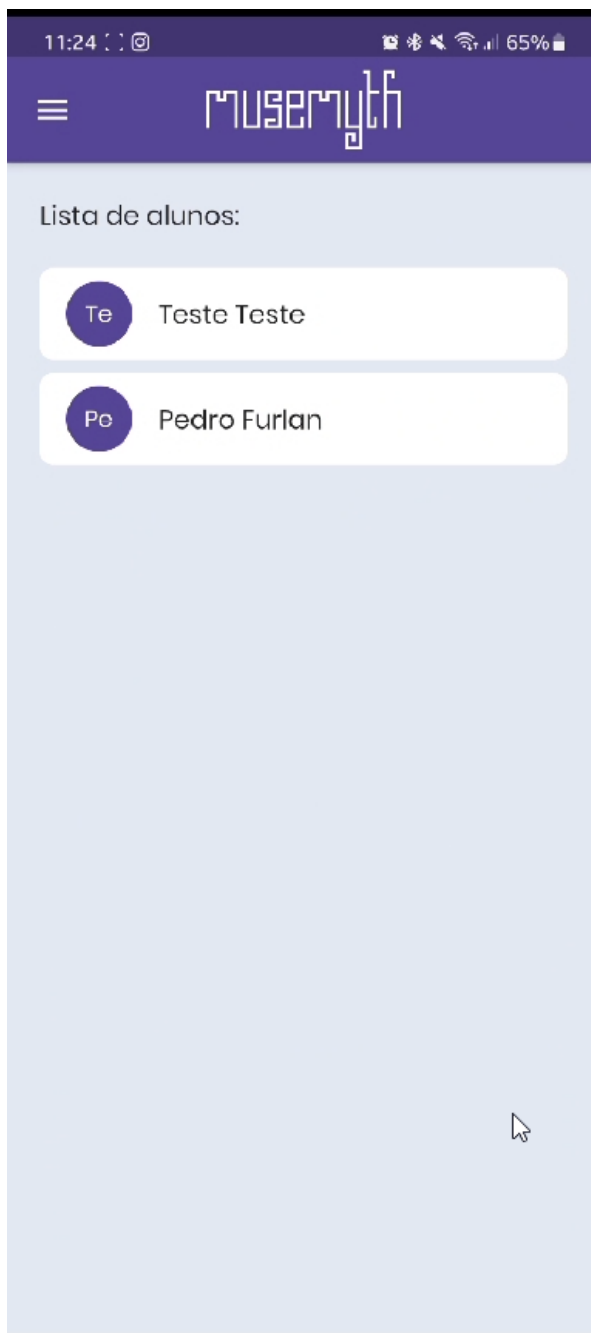 11:24
65%
musemyth
Lista de alunos:
Te
Teste Teste
Pe
Pedro Furlan